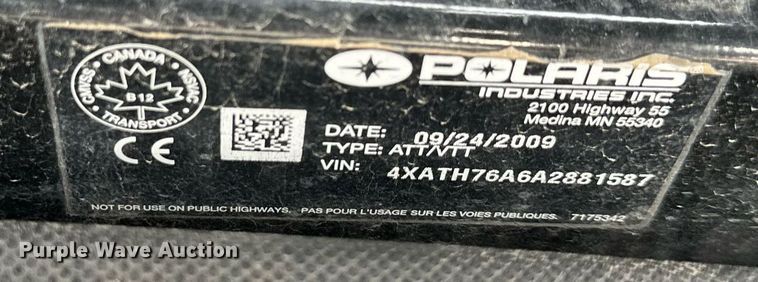 CANADA
CMVSS
NSVAC
B12
TRANSPORT
CE
POLARIS
INDUSTRIES INC.
2100 Highway 55
Medina MN 55340
DATE: 09/24/2009
TYPE: ATT/VTT
VIN: 4XATH76A6A2881587
NOT FOR USE ON PUBLIC HIGHWAYS. PAS POUR L'USAGE SUR LES VOIES PUBLIQUES. 7175342
Purple Wave Auction